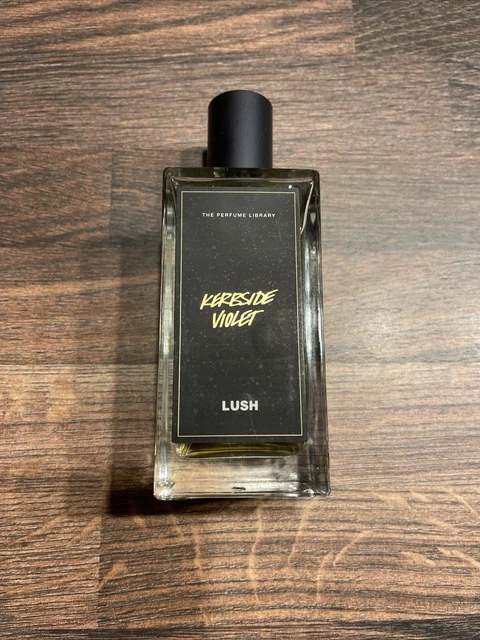 THE PERFUME LIBRARY
KERBSIDE
VIOLET
LUSH